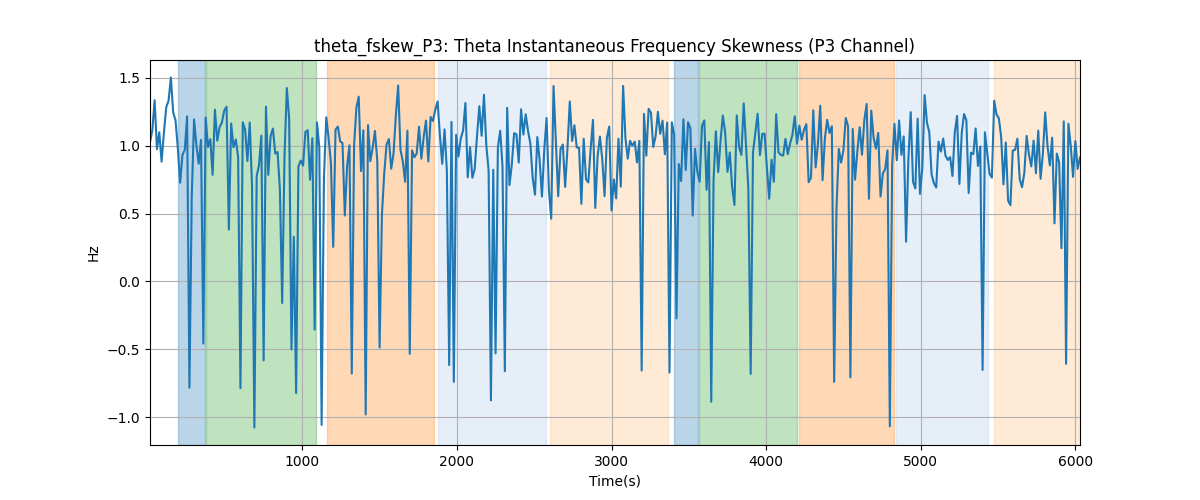 theta_fskew_P3: Theta Instantaneous Frequency Skewness (P3 Channel)
1.5
1.0
0.5
0.0
−0.5
−1.0
Hz
1000 2000 3000 4000 5000 6000
Time(s)